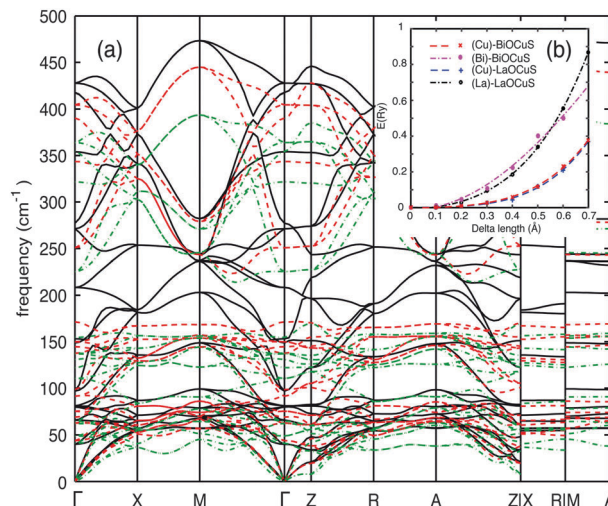 500
450
400
350
300
250
200
150
100
50
0
frequency (cm⁻¹)
(a)
Γ X M Γ Z R A Z|X R|M A
(b)
1
0.8
0.6
0.4
0.2
0
E(Ry)
(Cu)-BiOCuS
(Bi)-BiOCuS
(Cu)-LaOCuS
(La)-LaOCuS
0 0.1 0.2 0.3 0.4 0.5 0.6 0.7
Delta length (Å)